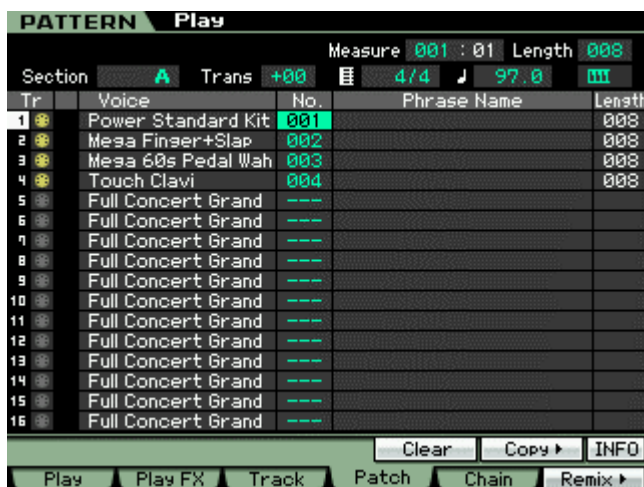 PATTERN Play
Measure 001 : 01 Length 008
Section A Trans +00 4/4 ♩ 97.0
Tr Voice No. Phrase Name Length
1 Power Standard Kit 001 008
2 Mega Finger+Slap 002 008
3 Mega 60s Pedal Wah 003 008
4 Touch Clavi 004 008
5 Full Concert Grand ---
6 Full Concert Grand ---
7 Full Concert Grand ---
8 Full Concert Grand ---
9 Full Concert Grand ---
10 Full Concert Grand ---
11 Full Concert Grand ---
12 Full Concert Grand ---
13 Full Concert Grand ---
14 Full Concert Grand ---
15 Full Concert Grand ---
16 Full Concert Grand ---
Clear Copy▶ INFO
Play Play FX Track Patch Chain Remix▶